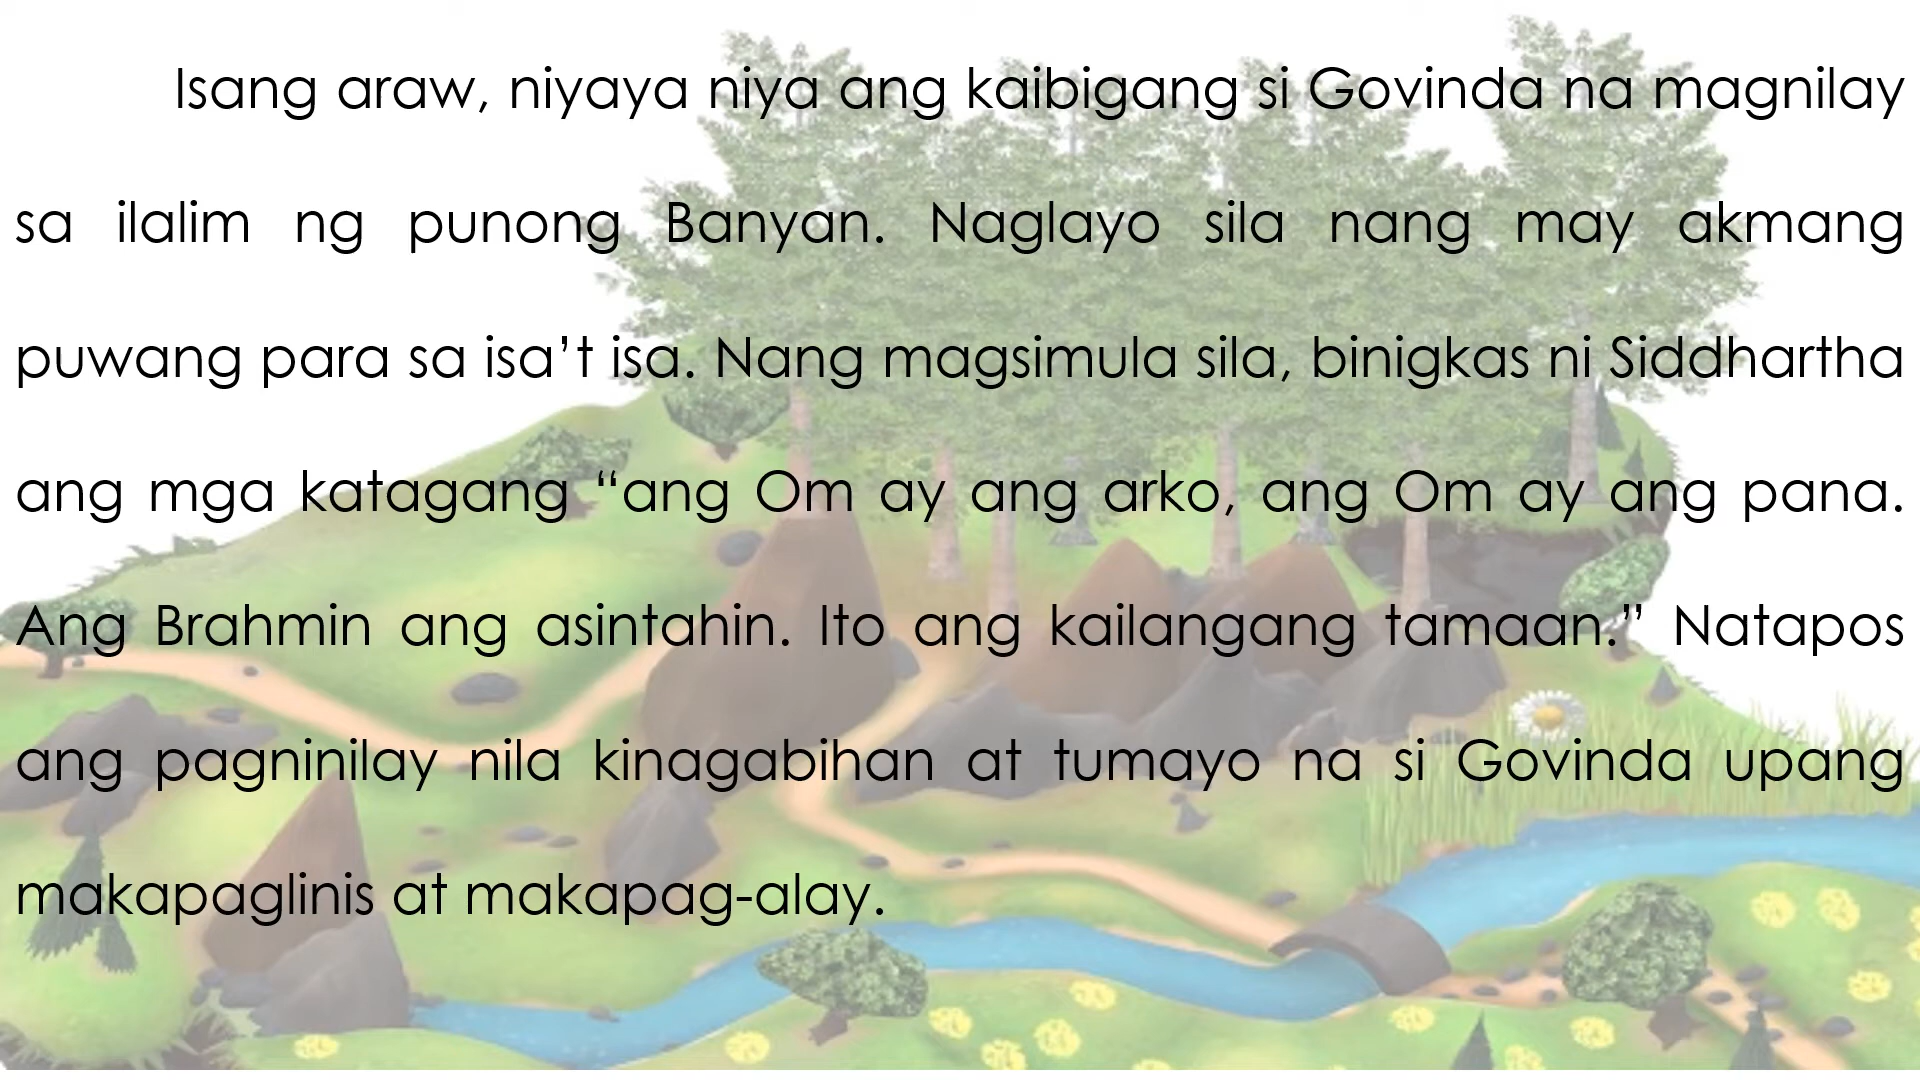 Isang araw, niyaya niya ang kaibigang si Govinda na magnilay
sa ilalim ng punong Banyan. Naglayo sila nang may akmang
puwang para sa isa’t isa. Nang magsimula sila, binigkas ni Siddhartha
ang mga katagang “ang Om ay ang arko, ang Om ay ang pana.
Ang Brahmin ang asintahin. Ito ang kailangang tamaan.” Natapos
ang pagninilay nila kinagabihan at tumayo na si Govinda upang
makapaglinis at makapag-alay.